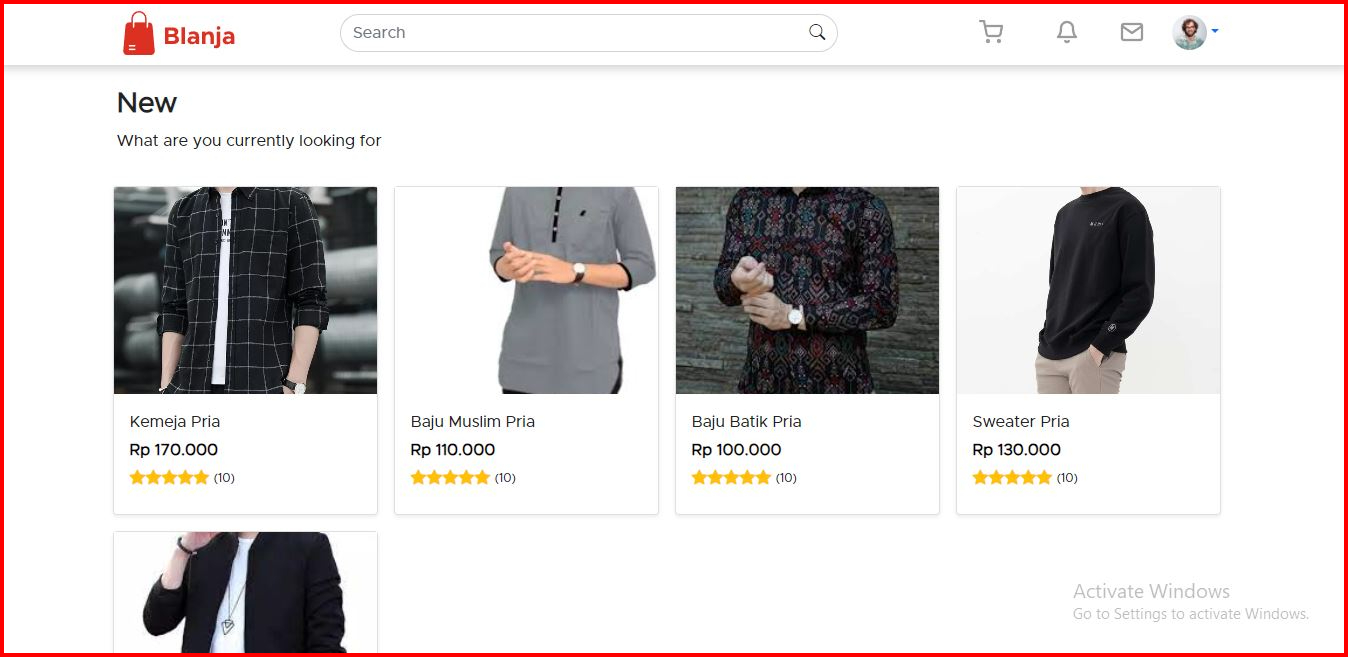 Blanja
Search
New
What are you currently looking for
Kemeja Pria
Rp 170.000
(10)
Baju Muslim Pria
Rp 110.000
(10)
Baju Batik Pria
Rp 100.000
(10)
Sweater Pria
Rp 130.000
(10)
Activate Windows
Go to Settings to activate Windows.